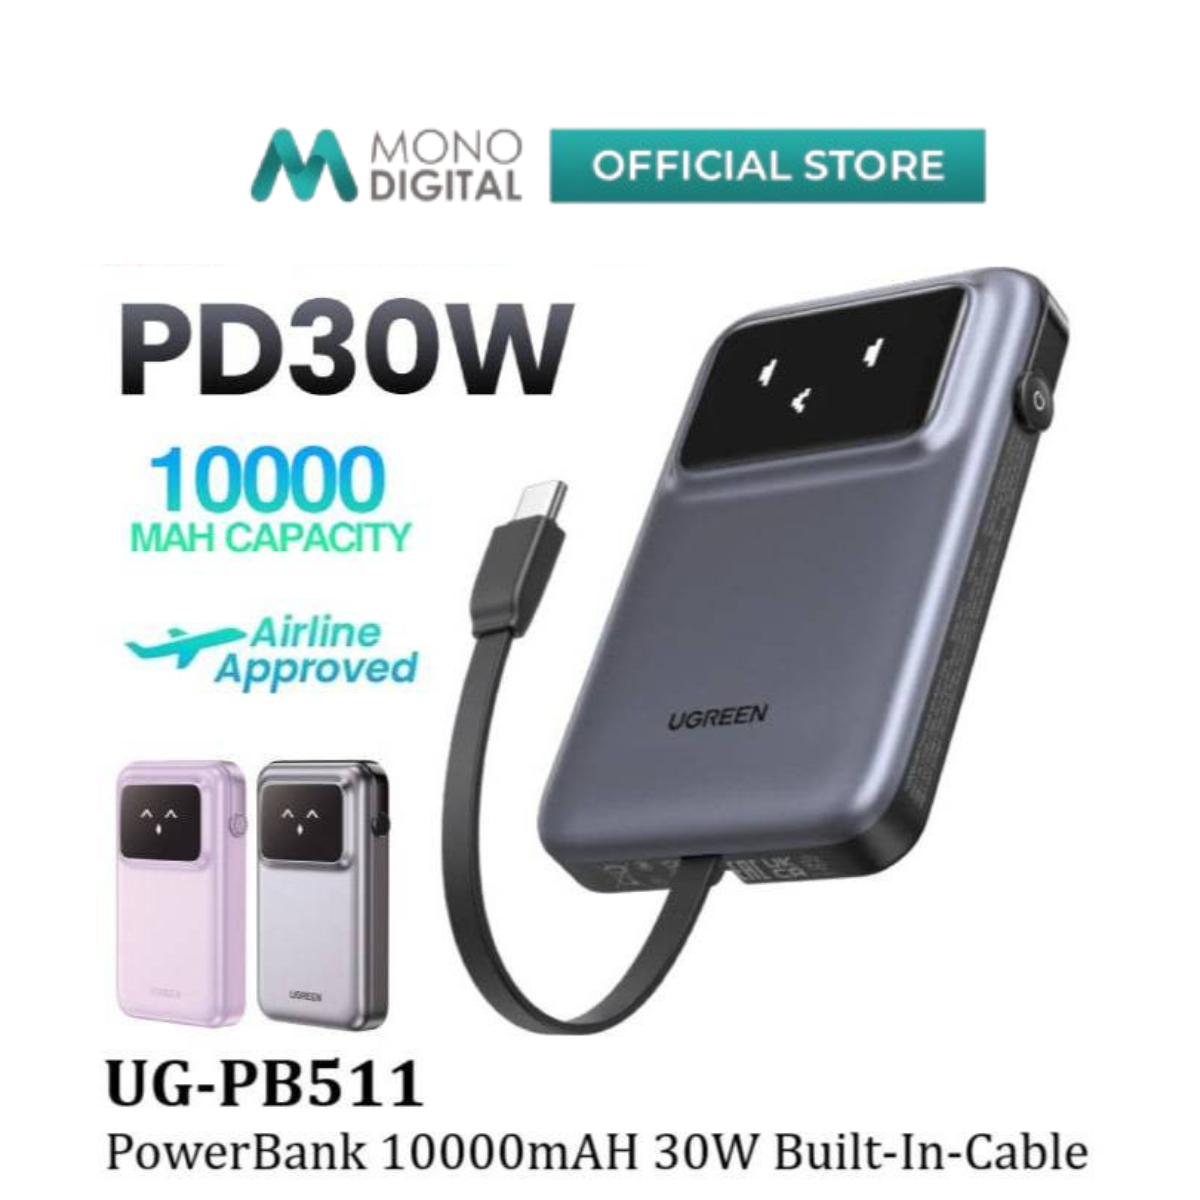 MONO
DIGITAL
OFFICIAL STORE
PD30W
10000
MAH CAPACITY
Airline
Approved
UGREEN
UGREEN
UGREEN
UG-PB511
PowerBank 10000mAH 30W Built-In-Cable